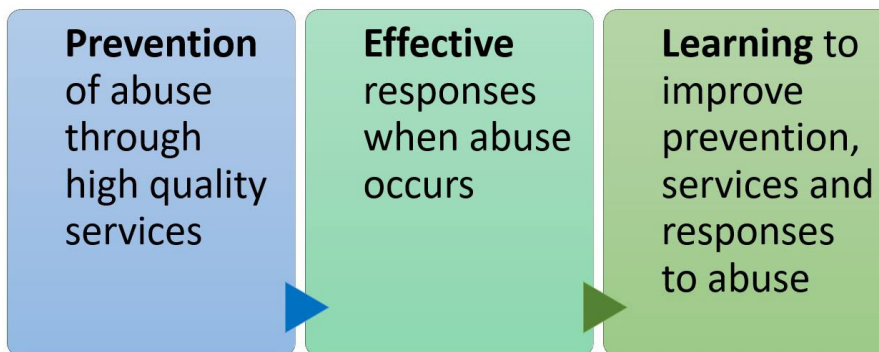 Prevention
of abuse
through
high quality
services
Effective
responses
when abuse
occurs
Learning to
improve
prevention,
services and
responses
to abuse